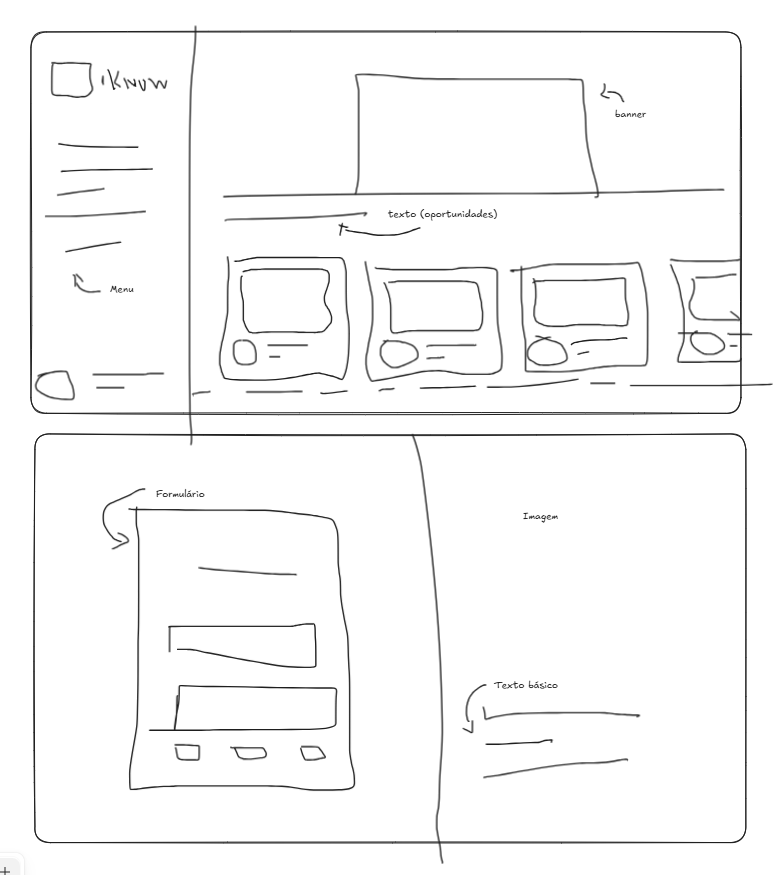 iKNOW
banner
texto (oportunidades)
Menu
Formulário
Imagem
Texto básico